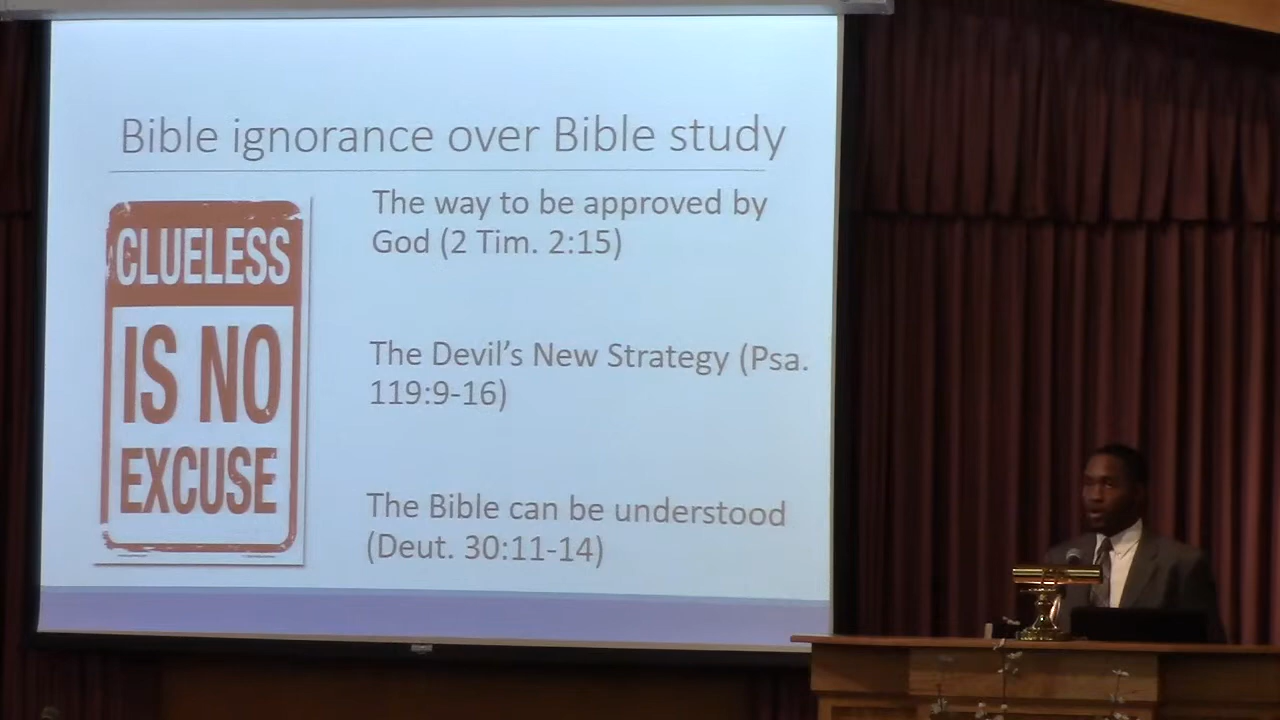 Bible ignorance over Bible study
CLUELESS
IS NO
EXCUSE
The way to be approved by
God (2 Tim. 2:15)
The Devil's New Strategy (Psa.
119:9-16)
The Bible can be understood
(Deut. 30:11-14)